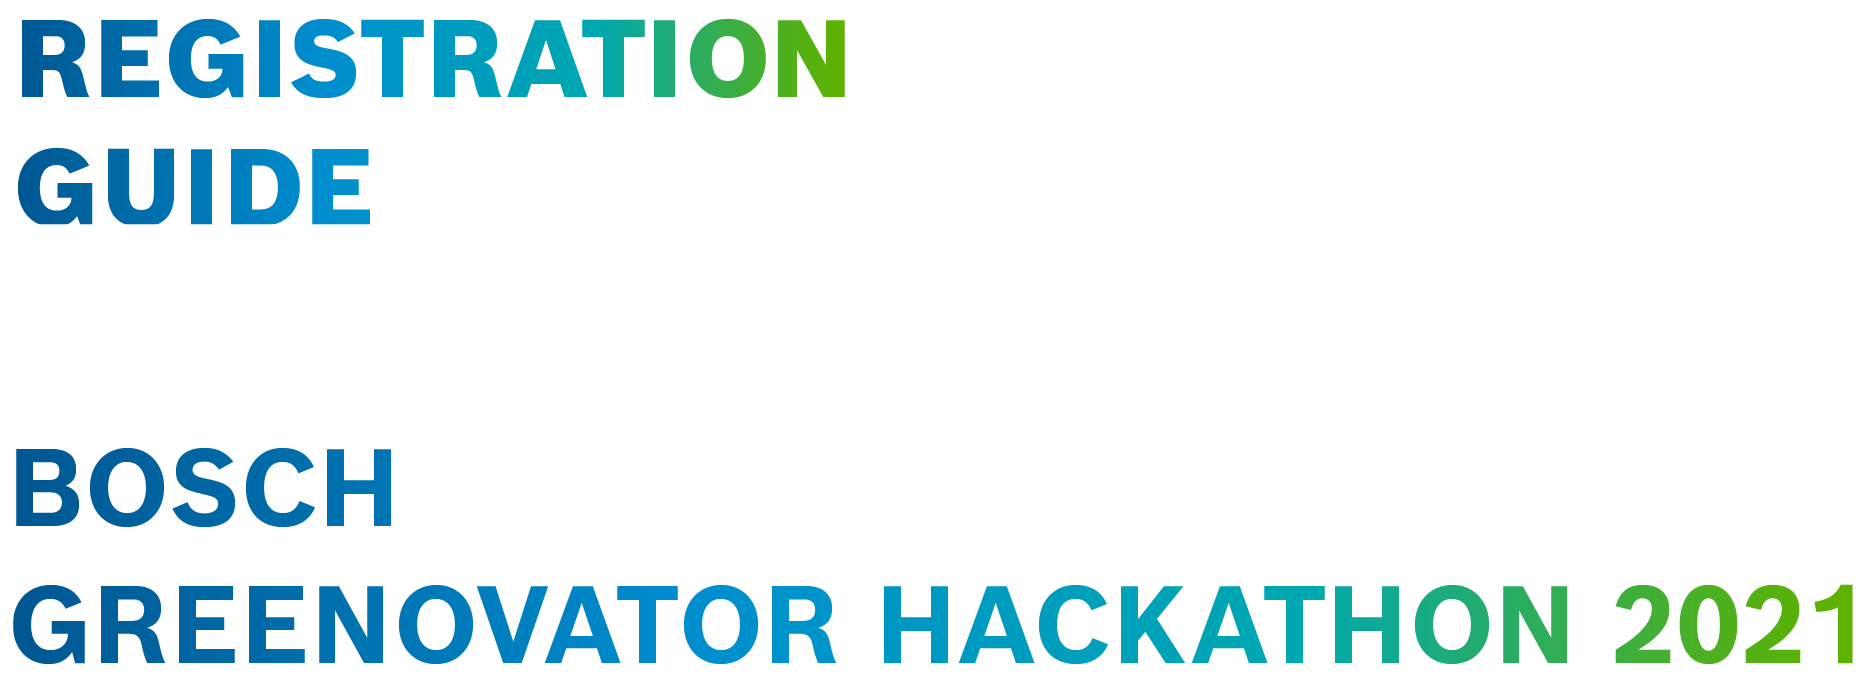 REGISTRATION
GUIDE
BOSCH
GREENOVATOR HACKATHON 2021